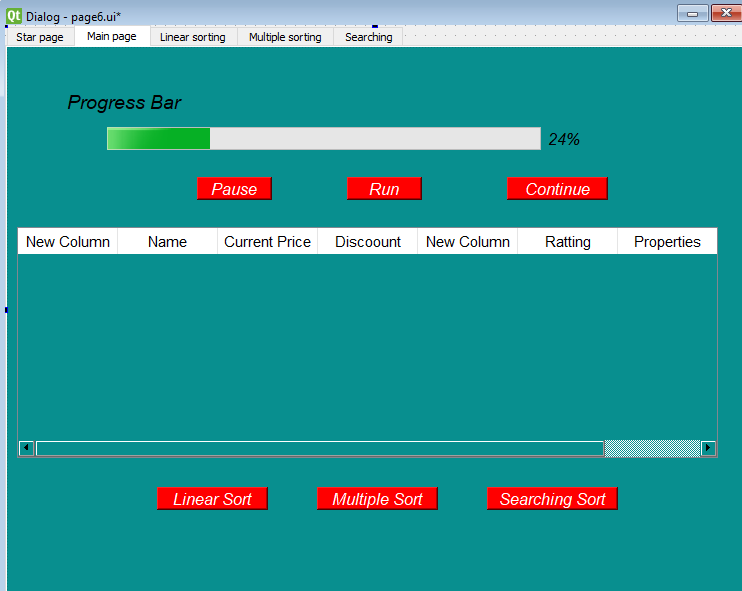 Qt Dialog - page6.ui*
Star page Main page Linear sorting Multiple sorting Searching
Progress Bar
24%
Pause Run Continue
New Column Name Current Price Discoount New Column Ratting Properties
Linear Sort Multiple Sort Searching Sort